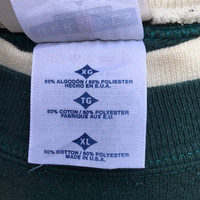 XG
50% ALGODÓN / 50% POLIESTER
HECHO EN E.U.A.
TG
50% COTON / 50% POLYESTER
FABRIQUE AUX E.U.
XL
50% COTTON / 50% POLYESTER
MADE IN U.S.A.